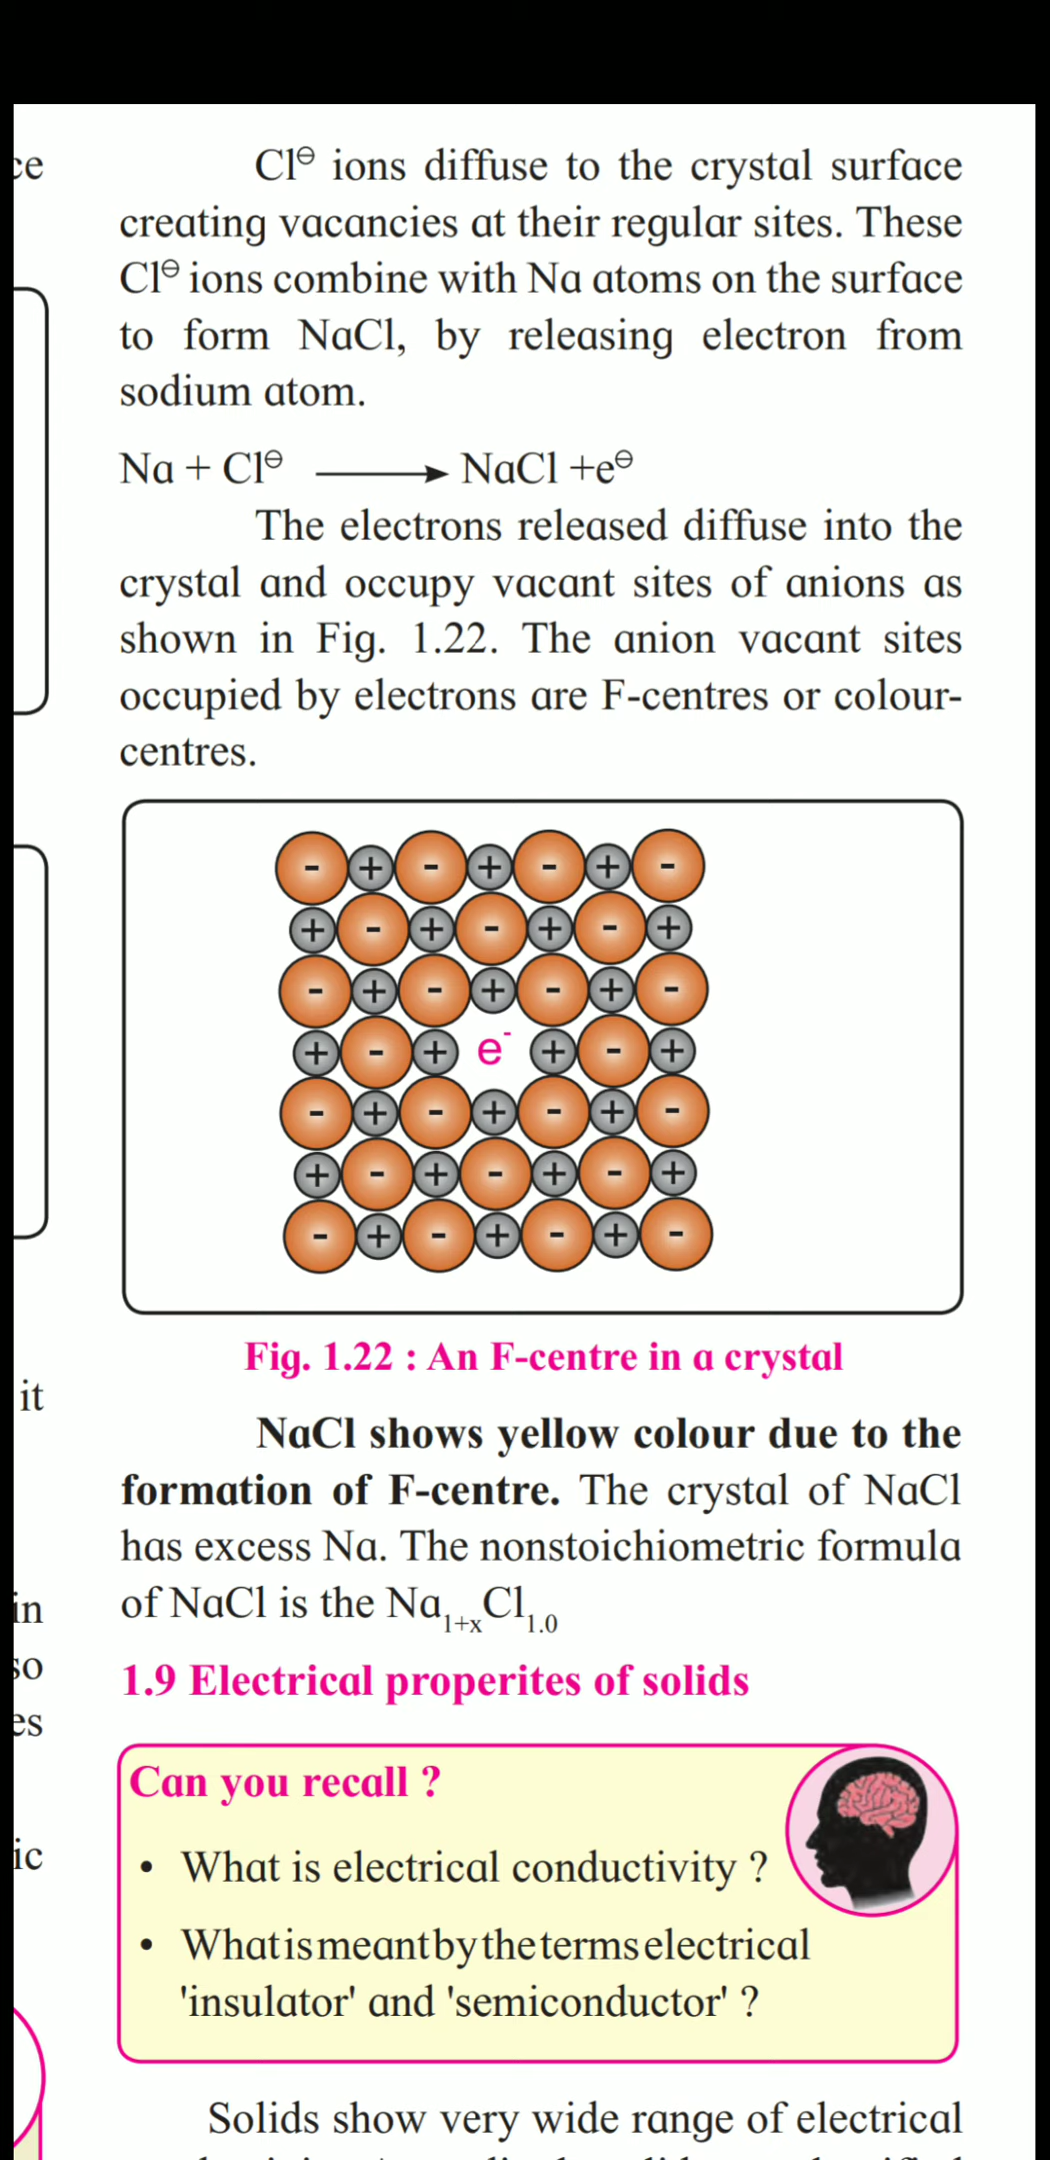 ce
Cl⊖ ions diffuse to the crystal surface
creating vacancies at their regular sites. These
Cl⊖ ions combine with Na atoms on the surface
to form NaCl, by releasing electron from
sodium atom.
Na + Cl⊖ ⟶ NaCl +e⊖
The electrons released diffuse into the
crystal and occupy vacant sites of anions as
shown in Fig. 1.22. The anion vacant sites
occupied by electrons are F-centres or colour-
centres.
- + - + - + -
+ - + - + - +
- + - + - + -
+ - + e⁻ + - +
- + - + - + -
+ - + - + - +
- + - + - + -
Fig. 1.22 : An F-centre in a crystal
it
NaCl shows yellow colour due to the
formation of F-centre. The crystal of NaCl
has excess Na. The nonstoichiometric formula
in
of NaCl is the Na₁₊ₓCl₁.₀
so
1.9 Electrical properites of solids
es
Can you recall ?
ic
• What is electrical conductivity ?
• What is meant by the terms electrical
'insulator' and 'semiconductor' ?
Solids show very wide range of electrical